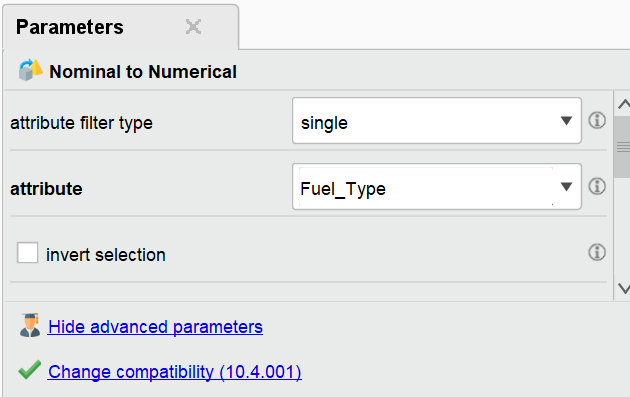 Parameters
Nominal to Numerical
attribute filter type single
attribute Fuel_Type
invert selection
Hide advanced parameters
Change compatibility (10.4.001)